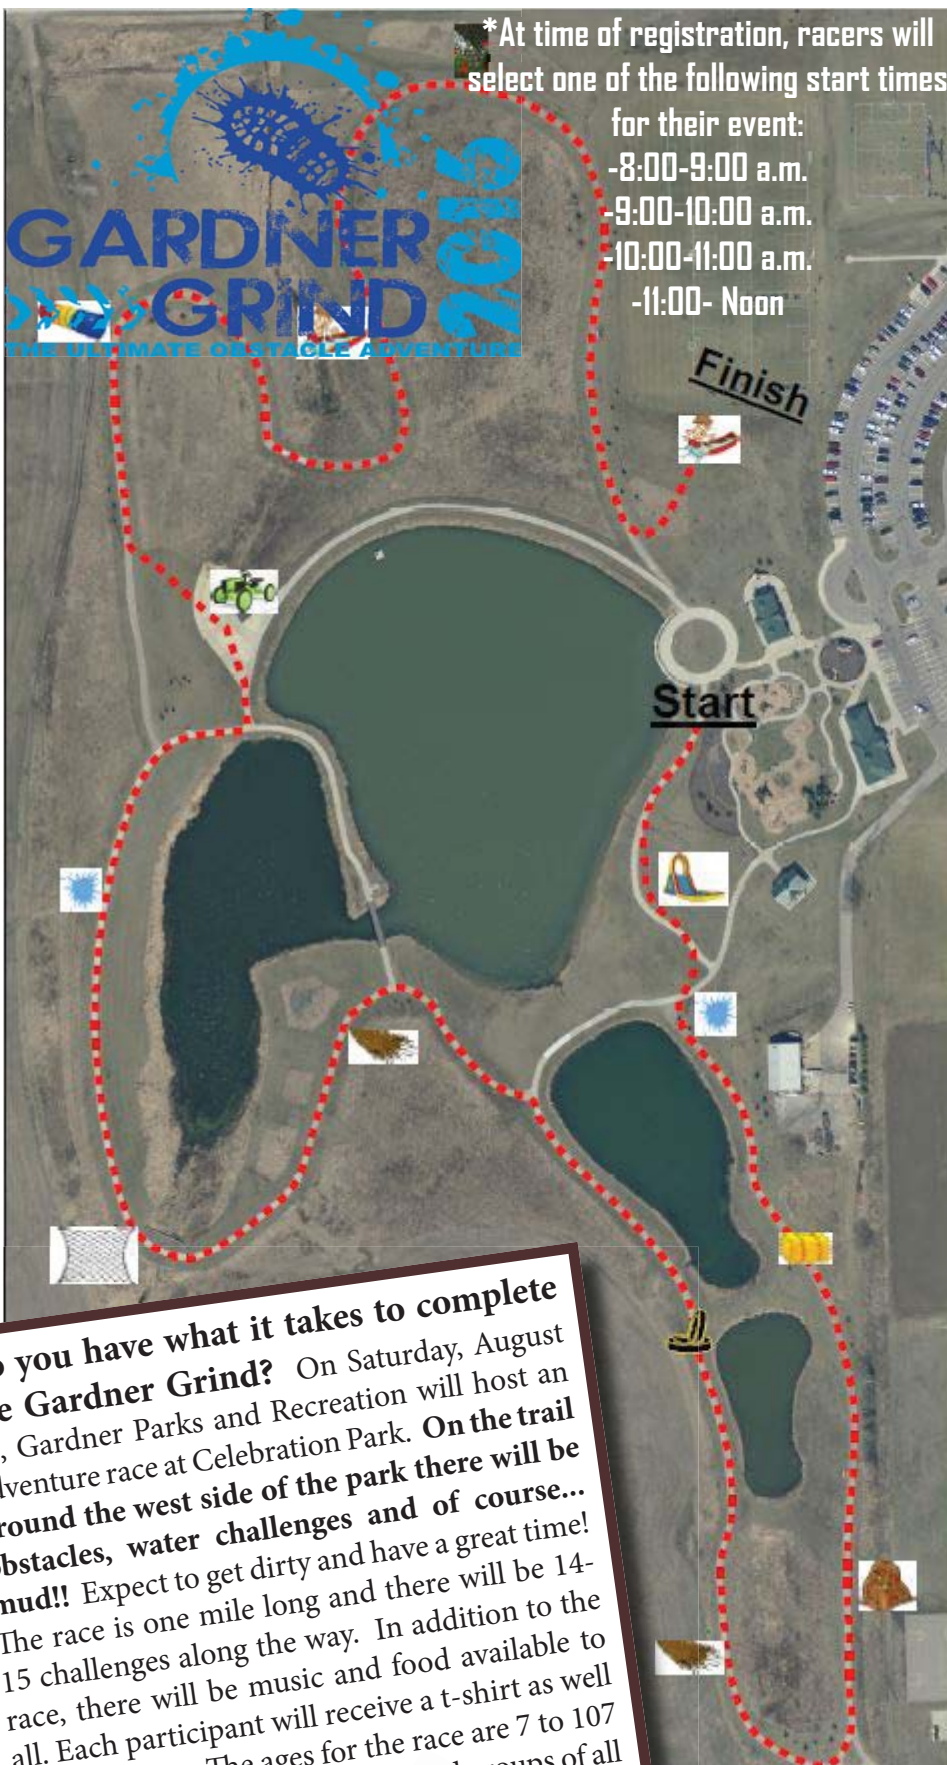 *At time of registration, racers will
select one of the following start times
for their event:
-8:00-9:00 a.m.
-9:00-10:00 a.m.
-10:00-11:00 a.m.
-11:00- Noon
GARDNER
GRIND
2016
THE ULTIMATE OBSTACLE ADVENTURE
Finish
Start
you have what it takes to complete
Gardner Grind? On Saturday, August
, Gardner Parks and Recreation will host an
dventure race at Celebration Park. On the trail
round the west side of the park there will be
obstacles, water challenges and of course...
mud!! Expect to get dirty and have a great time!
The race is one mile long and there will be 14-
15 challenges along the way. In addition to the
race, there will be music and food available to
all. Each participant will receive a t-shirt as well
The ages for the race are 7 to 107
of all